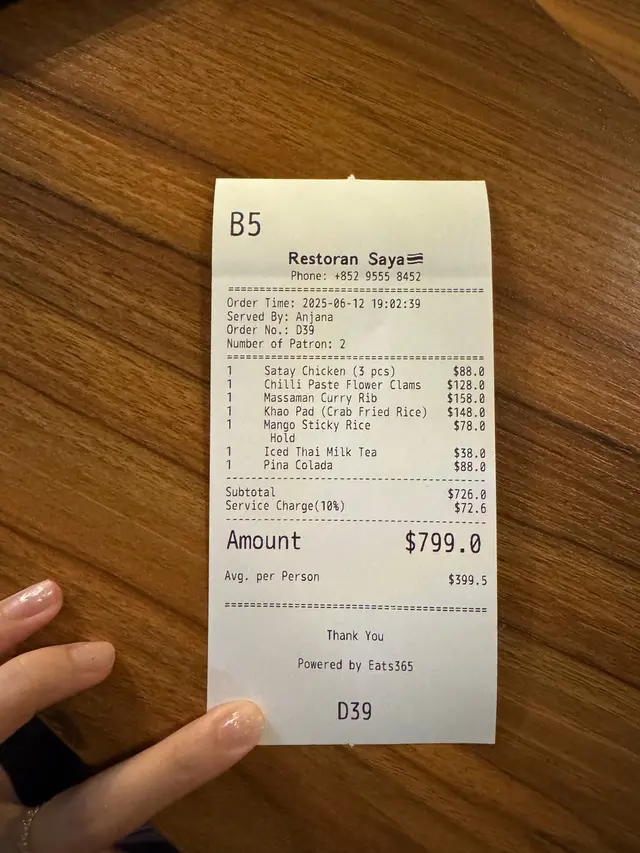 B5
Restoran Saya
Phone: +852 9555 8452
Order Time: 2025-06-12 19:02:39
Served By: Anjana
Order No.: D39
Number of Patron: 2
1 Satay Chicken (3 pcs) $88.0
1 Chilli Paste Flower Clams $128.0
1 Massaman Curry Rib $158.0
1 Khao Pad (Crab Fried Rice) $148.0
1 Mango Sticky Rice $78.0
Hold
1 Iced Thai Milk Tea $38.0
1 Pina Colada $88.0
Subtotal $726.0
Service Charge(10%) $72.6
Amount $799.0
Avg. per Person $399.5
Thank You
Powered by Eats365
D39